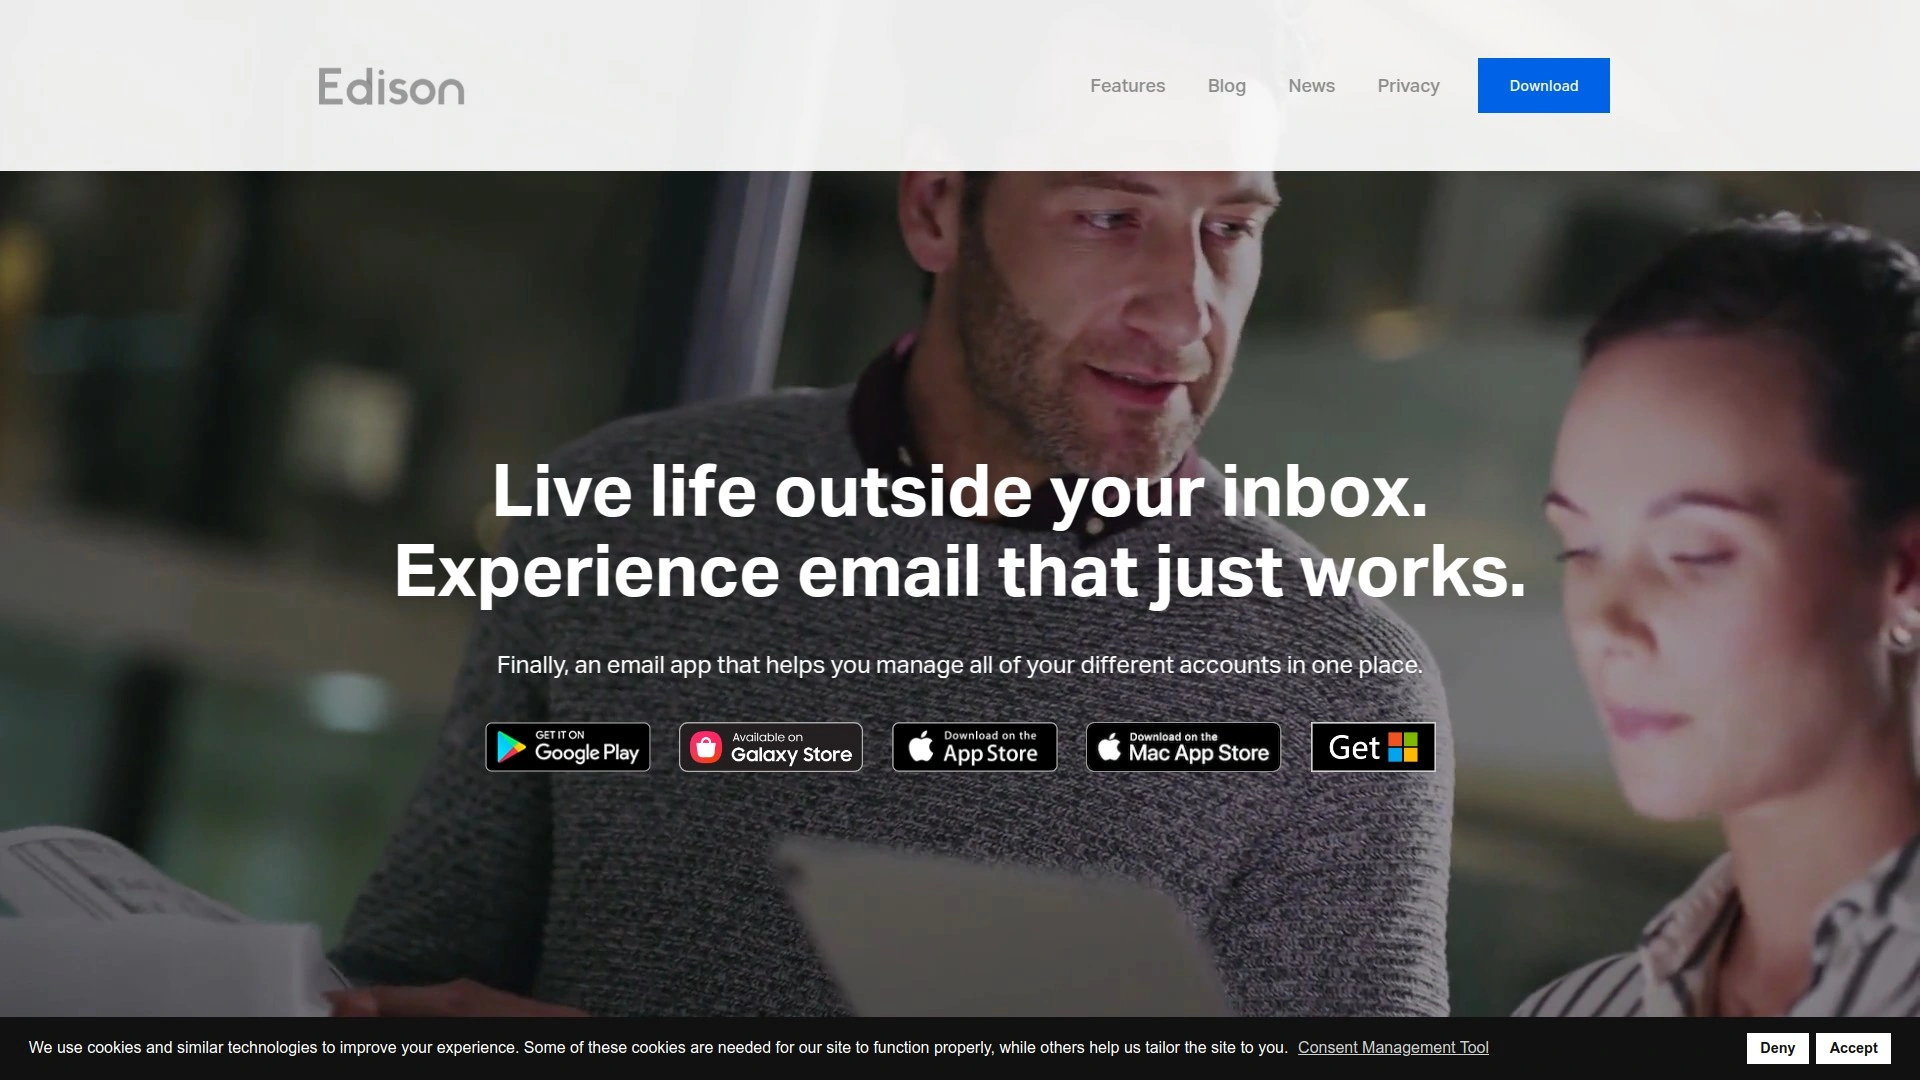 Edison
Features
Blog
News
Privacy
Download
Live life outside your inbox.
Experience email that just works.
Finally, an email app that helps you manage all of your different accounts in one place.
GET IT ON
Google Play
Available on
Galaxy Store
Download on the
App Store
Download on the
Mac App Store
Get
We use cookies and similar technologies to improve your experience. Some of these cookies are needed for our site to function properly, while others help us tailor the site to you. Consent Management Tool
Deny
Accept